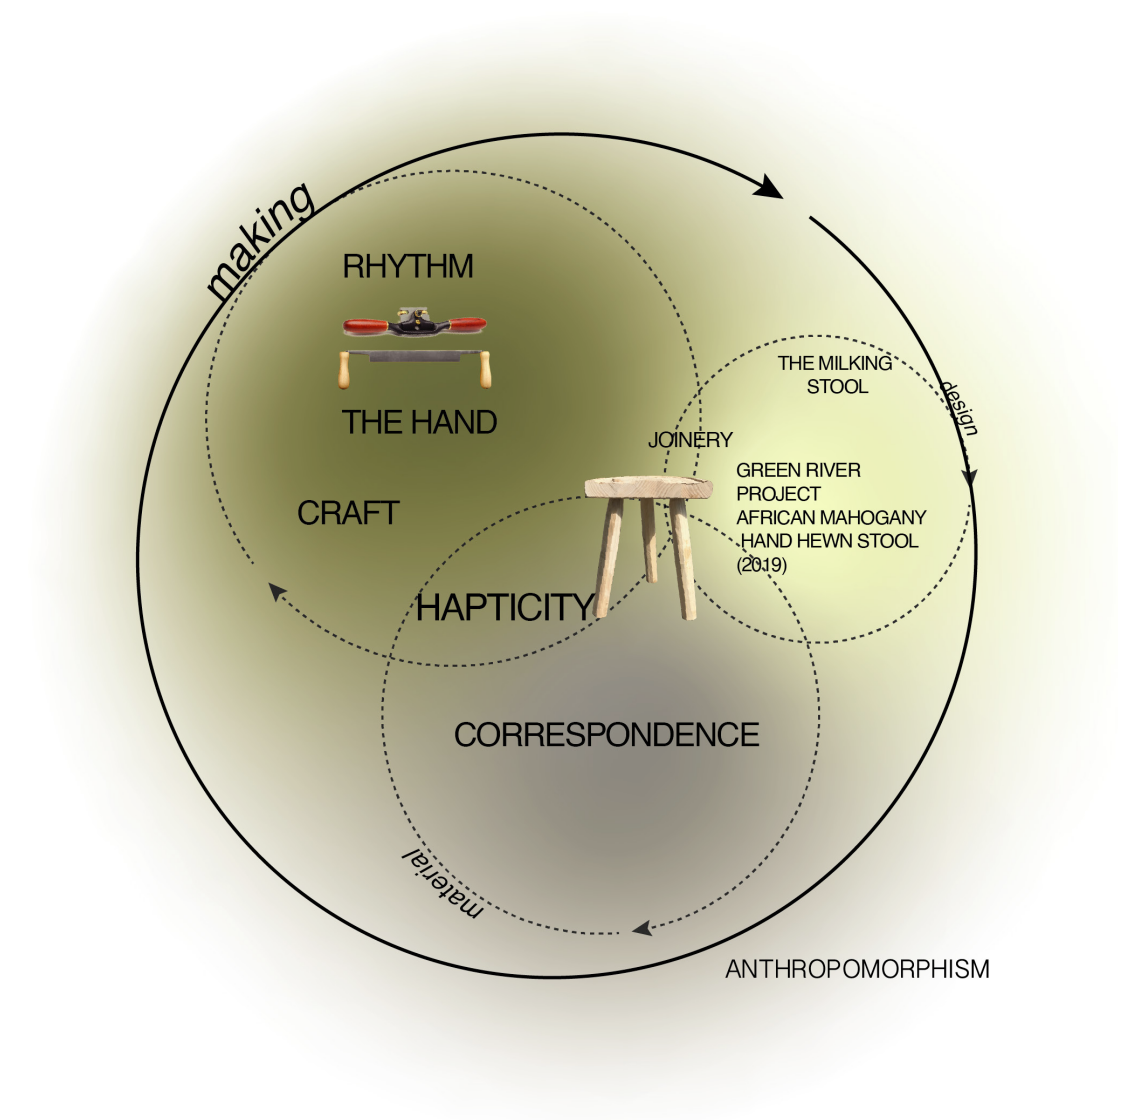 making
RHYTHM
THE HAND
CRAFT
HAPTICITY
JOINERY
THE MILKING
STOOL
design
GREEN RIVER
PROJECT
AFRICAN MAHOGANY
HAND HEWN STOOL
(2019)
CORRESPONDENCE
material
ANTHROPOMORPHISM